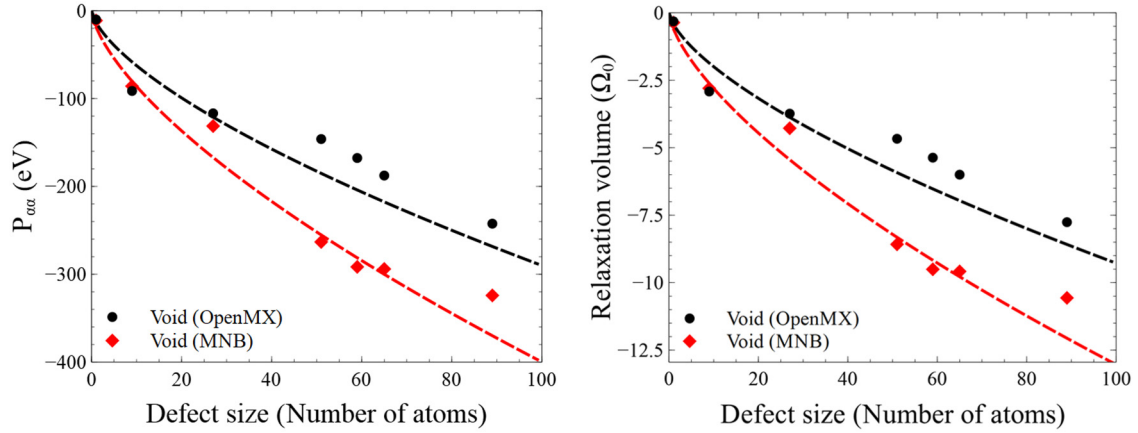 0
−100
−200
−300
−400
P_αα (eV)
Void (OpenMX)
Void (MNB)
0 20 40 60 80 100
Defect size (Number of atoms)
0
−2.5
−5
−7.5
−10
−12.5
Relaxation volume (Ω₀)
Void (OpenMX)
Void (MNB)
0 20 40 60 80 100
Defect size (Number of atoms)